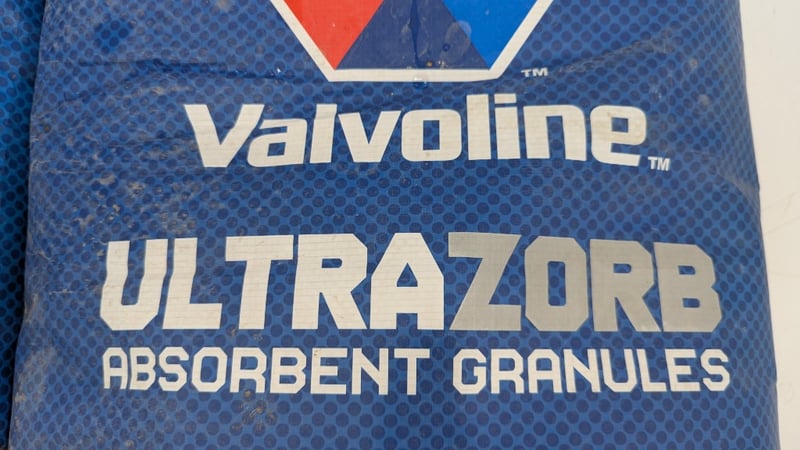 TM
Valvoline TM
ULTRAZORB
ABSORBENT GRANULES